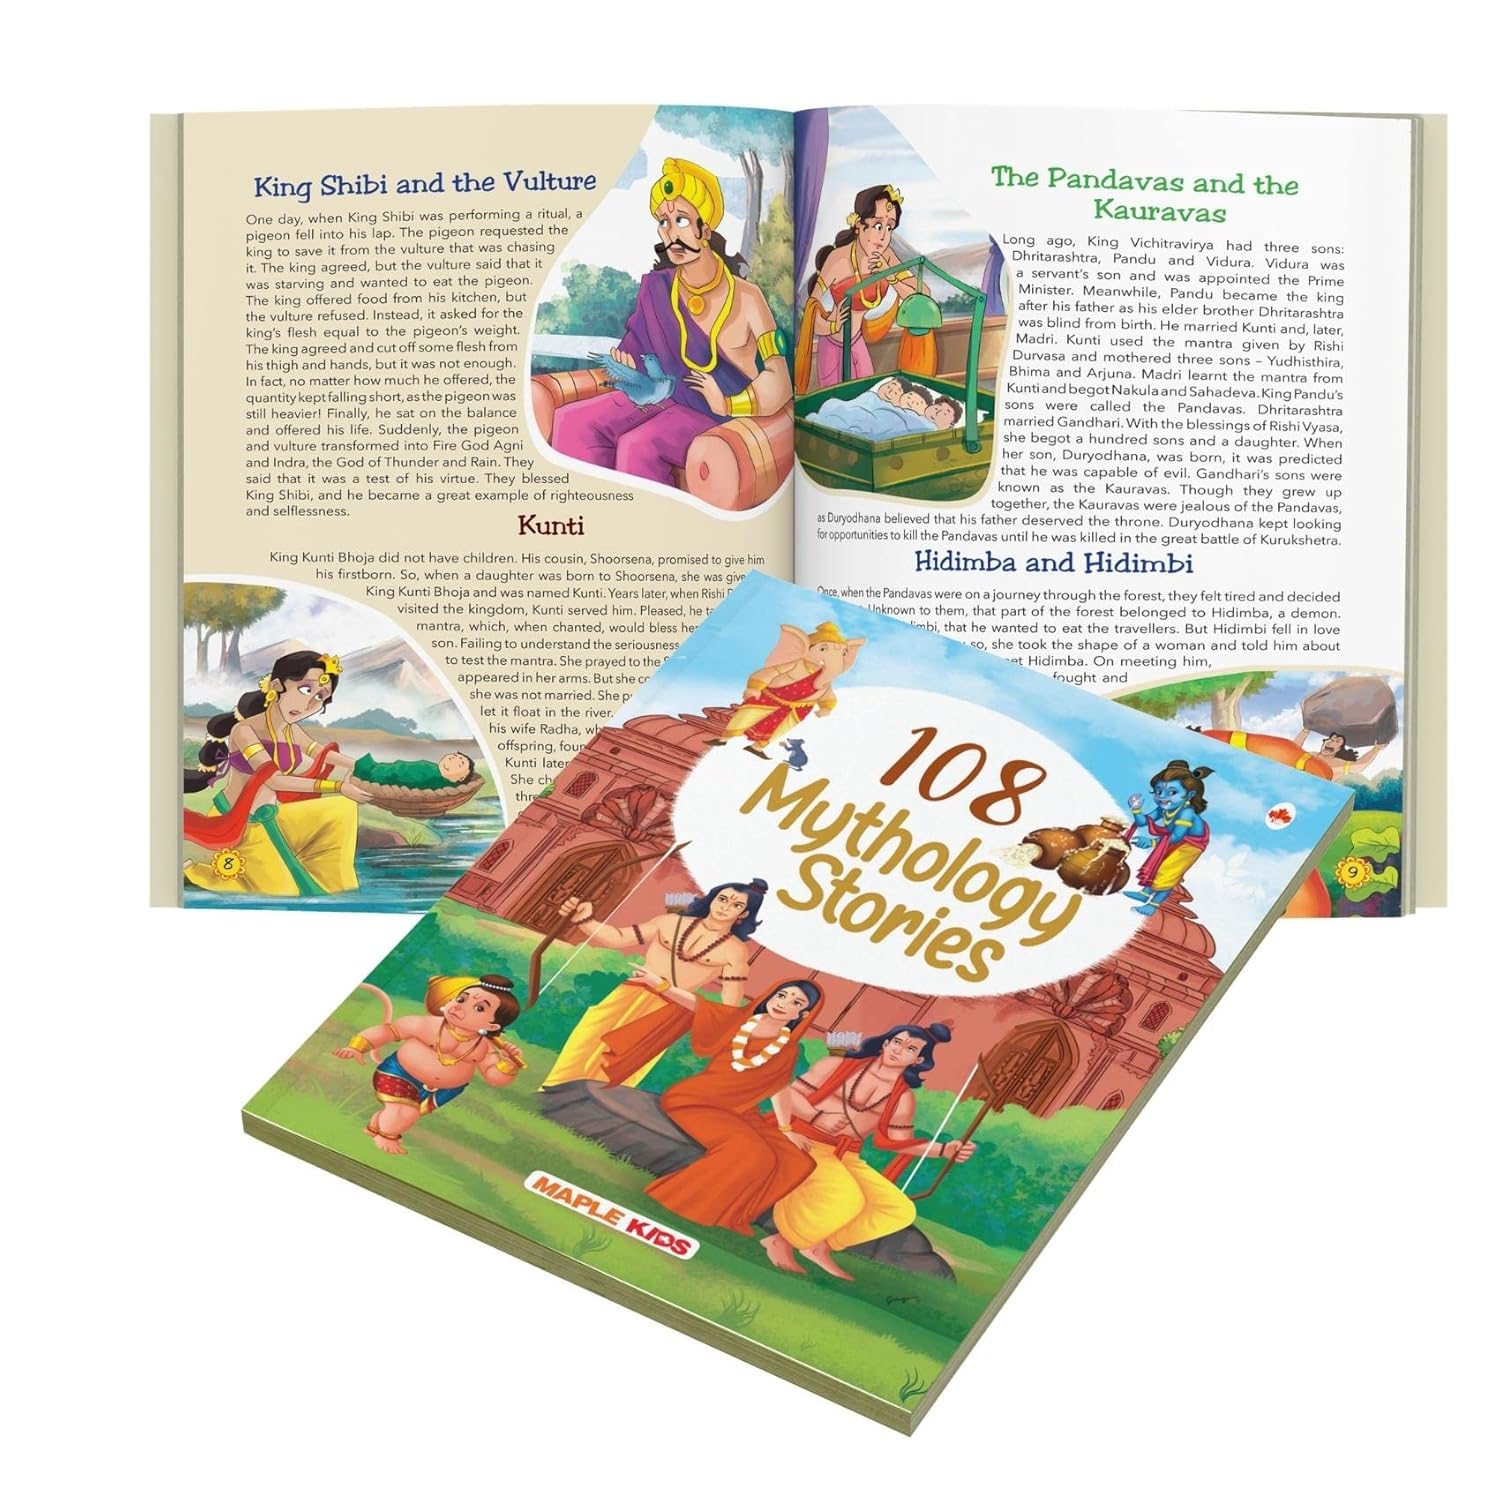 King Shibi and the Vulture
One day, when King Shibi was performing a ritual, a
pigeon fell into his lap. The pigeon requested the
king to save it from the vulture that was chasing
it. The king agreed, but the vulture said that it
was starving and wanted to eat the pigeon.
The king offered food from his kitchen, but
the vulture refused. Instead, it asked for the
king's flesh equal to the pigeon's weight.
The king agreed and cut off some flesh from
his thigh and hands, but it was not enough.
In fact, no matter how much he offered, the
quantity kept falling short, as the pigeon was
still heavier! Finally, he sat on the balance
and offered his life. Suddenly, the pigeon
and vulture transformed into Fire God Agni
and Indra, the God of Thunder and Rain. They
said that it was a test of his virtue. They blessed
King Shibi, and he became a great example of righteousness
and selflessness.
Kunti
King Kunti Bhoja did not have children. His cousin, Shoorsena, promised to give him
his firstborn. So, when a daughter was born to Shoorsena, she was
King Kunti Bhoja and was named Kunti. Years later, when Rishi
visited the kingdom, Kunti served him. Pleased, he
mantra, which, when chanted, would bless her
son. Failing to understand the seriousness
to test the mantra. She prayed to the
appeared in her arms. But she
she was not married. She
let it float in the river.
his wife Radha,
offspring,
Kunti later
She
8
The Pandavas and the
Kauravas
Long ago, King Vichitravirya had three sons:
Dhritarashtra, Pandu and Vidura. Vidura was
a servant's son and was appointed the Prime
Minister. Meanwhile, Pandu became the king
after his father as his elder brother Dhritarashtra
was blind from birth. He married Kunti and, later,
Madri. Kunti used the mantra given by Rishi
Durvasa and mothered three sons – Yudhisthira,
Bhima and Arjuna. Madri learnt the mantra from
Kunti and begot Nakula and Sahadeva. King Pandu's
sons were called the Pandavas. Dhritarashtra
married Gandhari. With the blessings of Rishi Vyasa,
she begot a hundred sons and a daughter. When
her son, Duryodhana, was born, it was predicted
that he was capable of evil. Gandhari's sons were
known as the Kauravas. Though they grew up
together, the Kauravas were jealous of the Pandavas,
as Duryodhana believed that his father deserved the throne. Duryodhana kept looking
for opportunities to kill the Pandavas until he was killed in the great battle of Kurukshetra.
Hidimba and Hidimbi
Once, when the Pandavas were on a journey through the forest, they felt tired and decided
Unknown to them, that part of the forest belonged to Hidimba, a demon.
that he wanted to eat the travellers. But Hidimbi fell in love
so, she took the shape of a woman and told him about
Hidimba. On meeting him,
fought and
9
108
Mythology
Stories
MAPLE KIDS